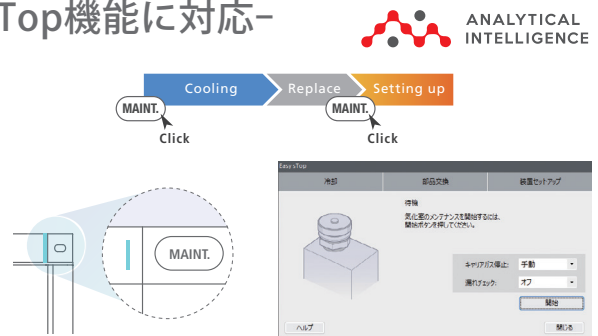 Top機能に対応−
ANALYTICAL
INTELLIGENCE
Cooling Replace Setting up
MAINT. MAINT.
Click Click
Easy sTop
冷却 部品交換 装置セットアップ
待機
気化室のメンテナンスを開始するには、
開始ボタンを押してください。
MAINT.
キャリアガス停止: 手動
漏れチェック: オフ
開始
ヘルプ 閉じる